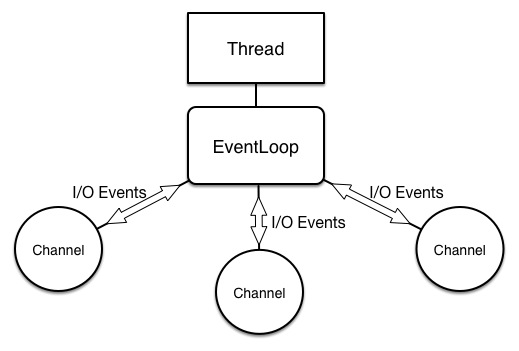 Thread
EventLoop
I/O Events
I/O Events
I/O Events
Channel
Channel
Channel